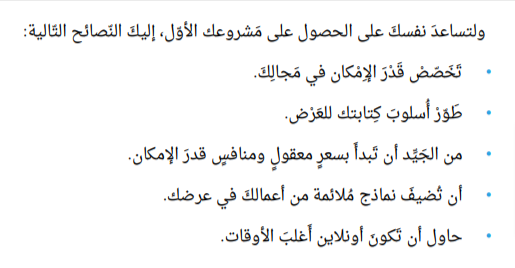 ولتساعدَ نفسكَ على الحصول على مَشروعك الأوّل، إليكَ النّصائح التّالية:
• تَخَصّصْ قَدْرَ الإِمْكان في مَجالِكَ.
• طَوّرْ أُسلوبَ كِتابتك للعَرْض.
• من الجَيِّد أن تَبدأَ بسعرٍ معقولٍ ومنافسٍ قدرَ الإمكان.
• أن تُضيفَ نماذج مُلائمة من أعمالكَ في عرضك.
• حاول أن تَكونَ أونلاين أَغلبَ الأوقات.